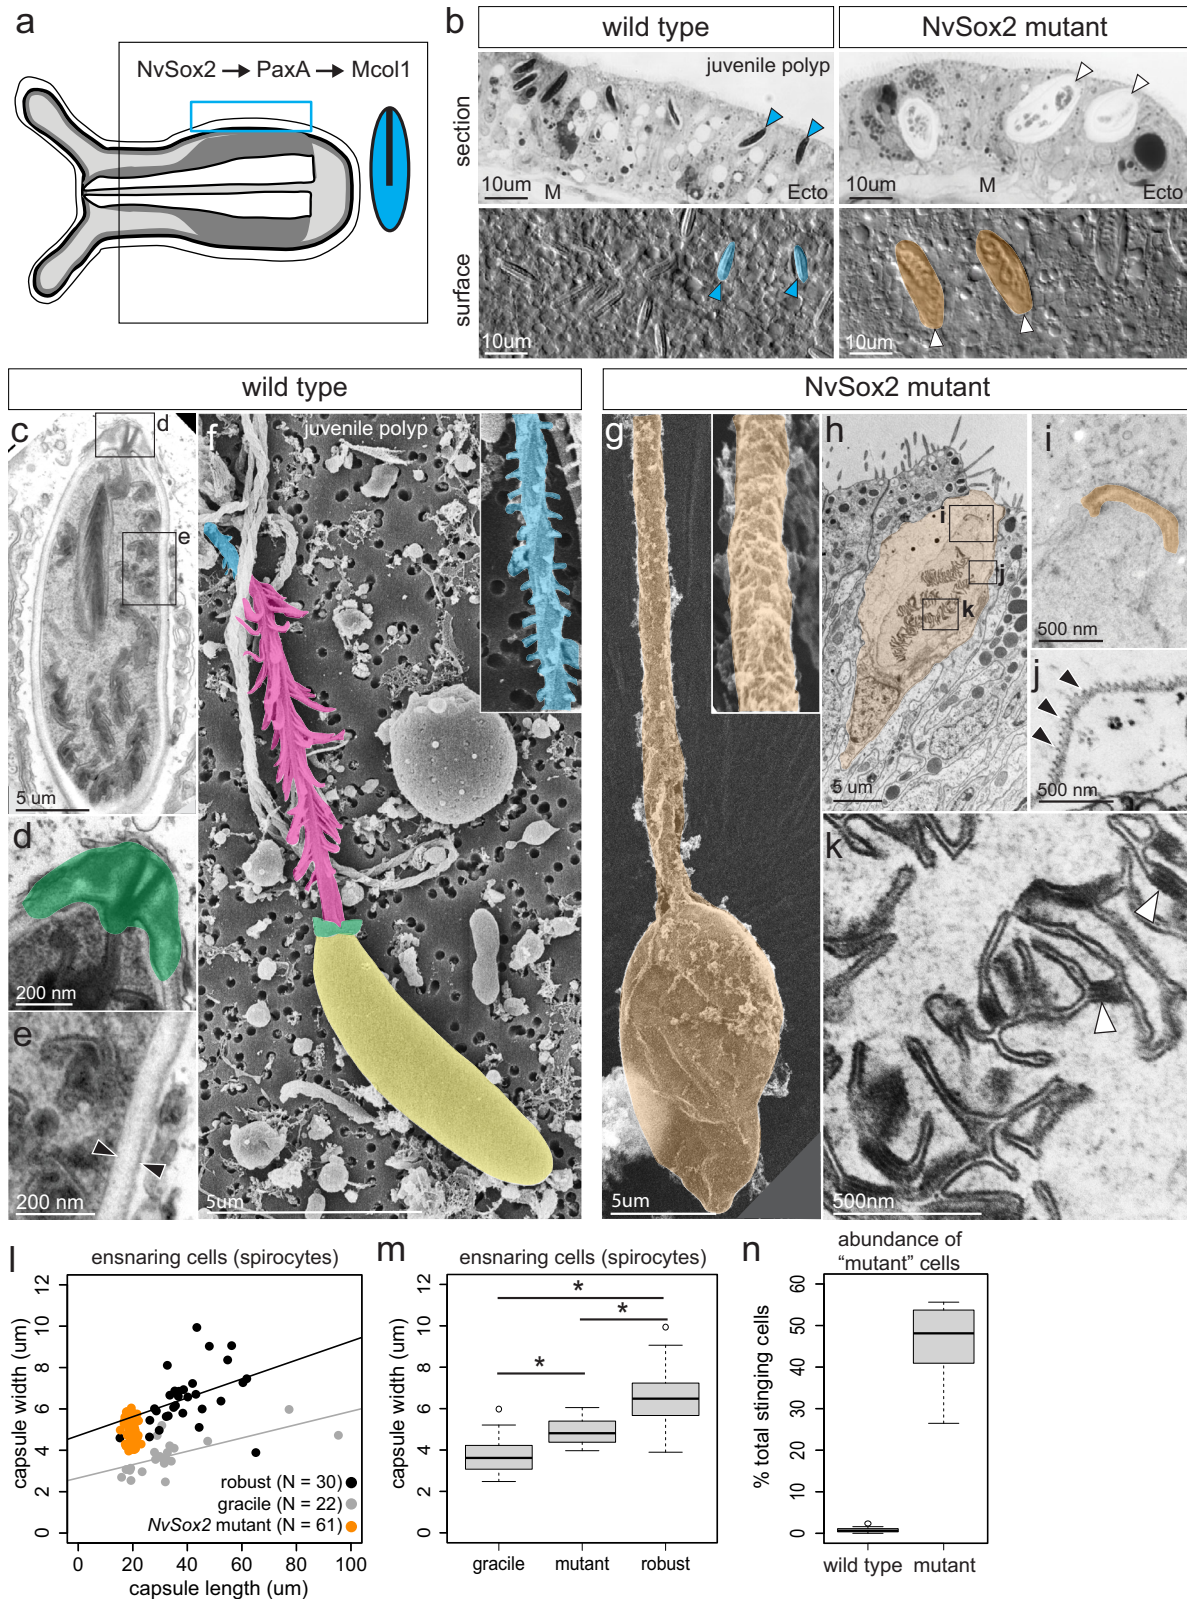 a
NvSox2 → PaxA → Mcol1
b
wild type
NvSox2 mutant
section
juvenile polyp
10um
M
Ecto
10um
M
Ecto
surface
10um
10um
wild type
NvSox2 mutant
c
d
e
5 um
d
200 nm
e
200 nm
f
juvenile polyp
5um
g
5um
h
i
j
k
5 um
i
500 nm
j
500 nm
k
500nm
l
ensnaring cells (spirocytes)
capsule width (um)
12
10
8
6
4
2
0
robust (N = 30)
gracile (N = 22)
NvSox2 mutant (N = 61)
0 20 40 60 80 100
capsule length (um)
m
ensnaring cells (spirocytes)
capsule width (um)
12
10
8
6
4
2
0
*
*
*
gracile mutant robust
n
abundance of
“mutant” cells
% total stinging cells
60
50
40
30
20
10
0
wild type mutant